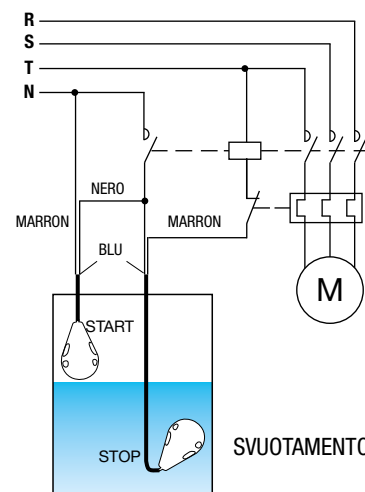 R
S
T
N
NERO
MARRON
MARRON
BLU
M
START
STOP
SVUOTAMENTO